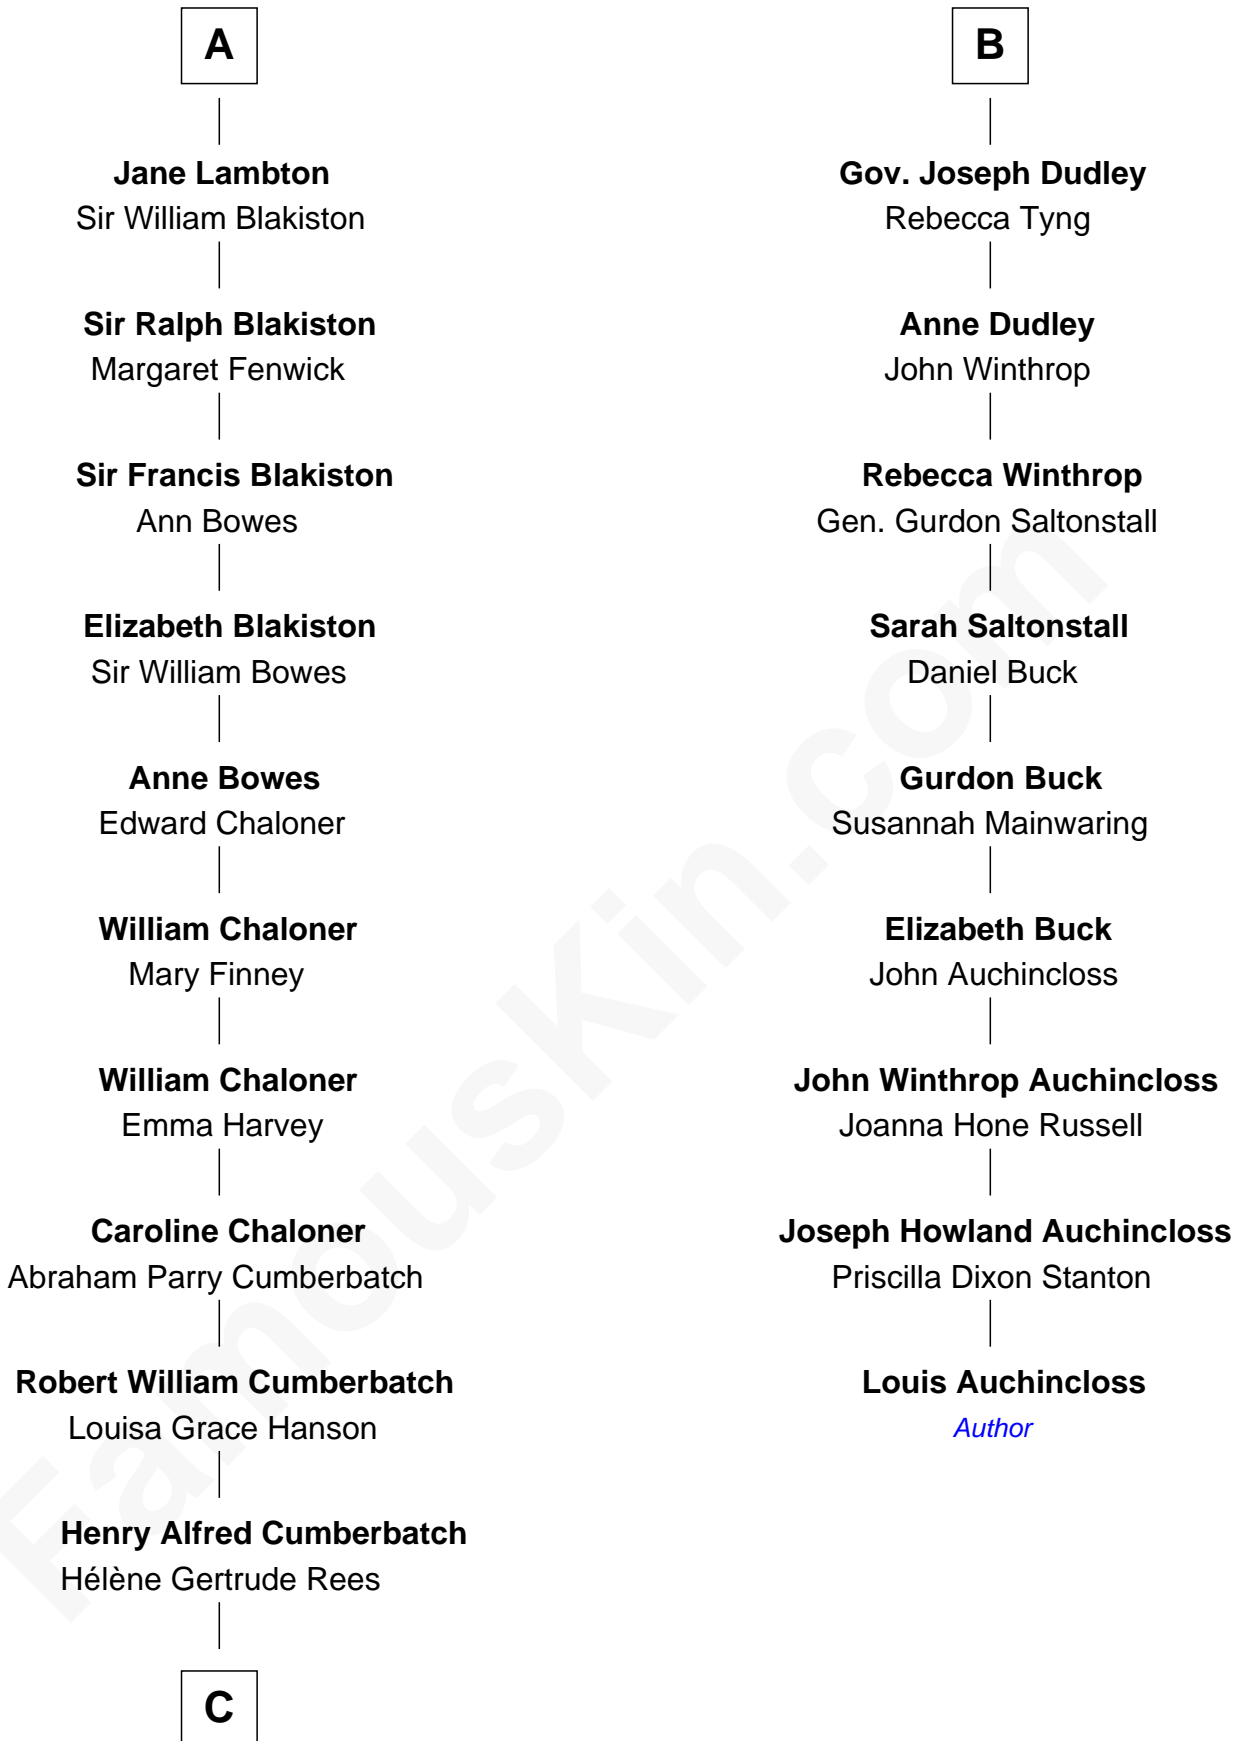 A
Jane Lambton
Sir William Blakiston
Sir Ralph Blakiston
Margaret Fenwick
Sir Francis Blakiston
Ann Bowes
Elizabeth Blakiston
Sir William Bowes
Anne Bowes
Edward Chaloner
William Chaloner
Mary Finney
William Chaloner
Emma Harvey
Caroline Chaloner
Abraham Parry Cumberbatch
Robert William Cumberbatch
Louisa Grace Hanson
Henry Alfred Cumberbatch
Hélène Gertrude Rees
C
B
Gov. Joseph Dudley
Rebecca Tyng
Anne Dudley
John Winthrop
Rebecca Winthrop
Gen. Gurdon Saltonstall
Sarah Saltonstall
Daniel Buck
Gurdon Buck
Susannah Mainwaring
Elizabeth Buck
John Auchincloss
John Winthrop Auchincloss
Joanna Hone Russell
Joseph Howland Auchincloss
Priscilla Dixon Stanton
Louis Auchincloss
Author
FamousKin.com